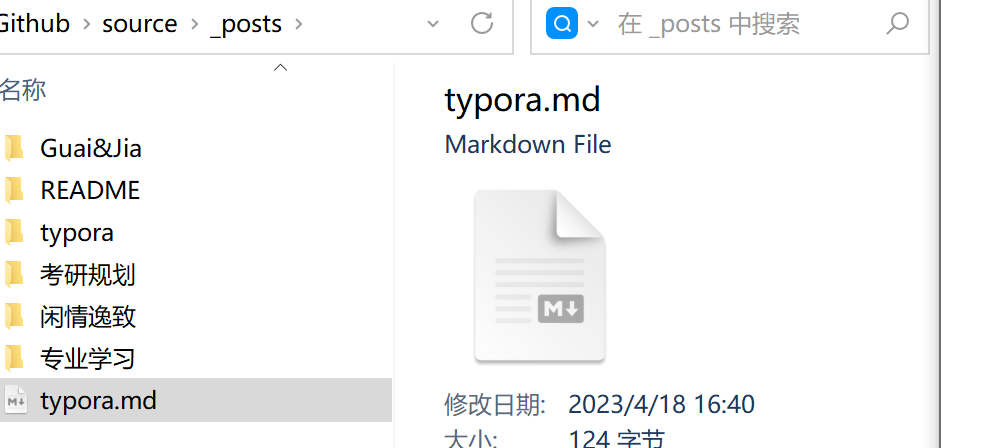 Github > source > _posts >
在 _posts 中搜索
名称
Guai&Jia
README
typora
考研规划
闲情逸致
专业学习
typora.md
typora.md
Markdown File
M
修改日期: 2023/4/18 16:40
大小: 124 字节